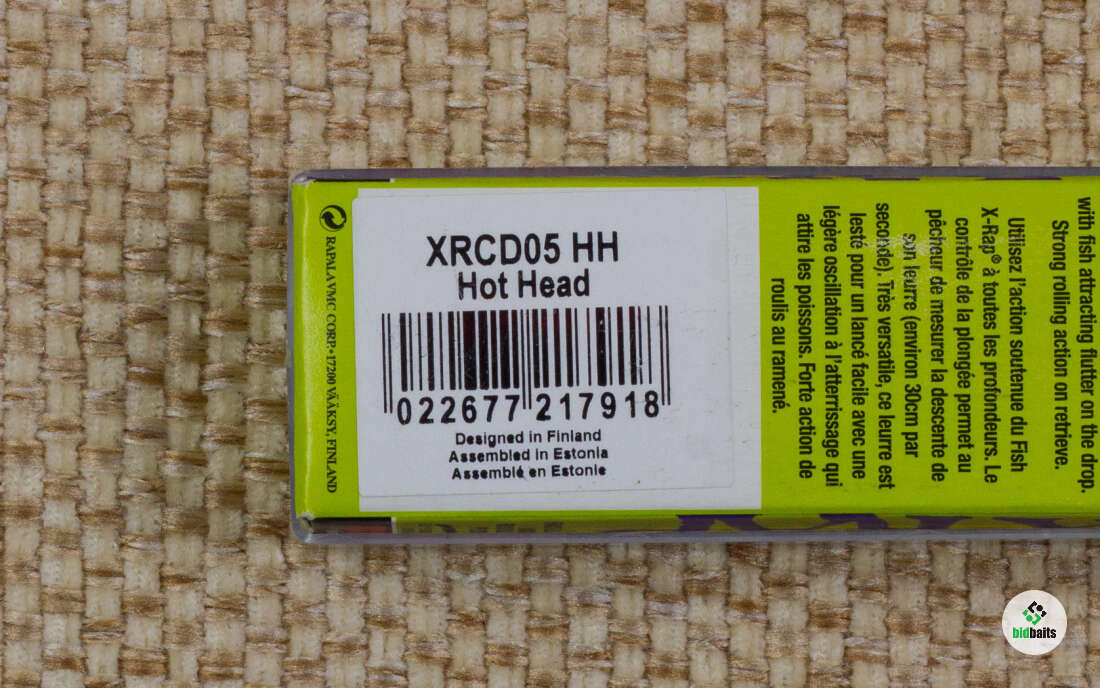 XRCD05 HH
Hot Head
022677 217918
Designed in Finland
Assembled in Estonia
Assemblé en Estonie
RAPALA VMC CORP. • 17200 VÄÄKSY, FINLAND
with fish attracting flutter on the drop.
Strong rolling action on retrieve.
Utilisez l'action soutenue du Fish
X-Rap® à toutes les profondeurs. Le
contrôle de la plongée permet au
pêcheur de mesurer la descente de
son leurre (environ 30cm par
seconde). Très versatile, ce leurre est
lesté pour un lancé facile avec une
légère oscillation à l'atterrissage qui
attire les poissons. Forte action de
roulis au ramené.
bidbaits